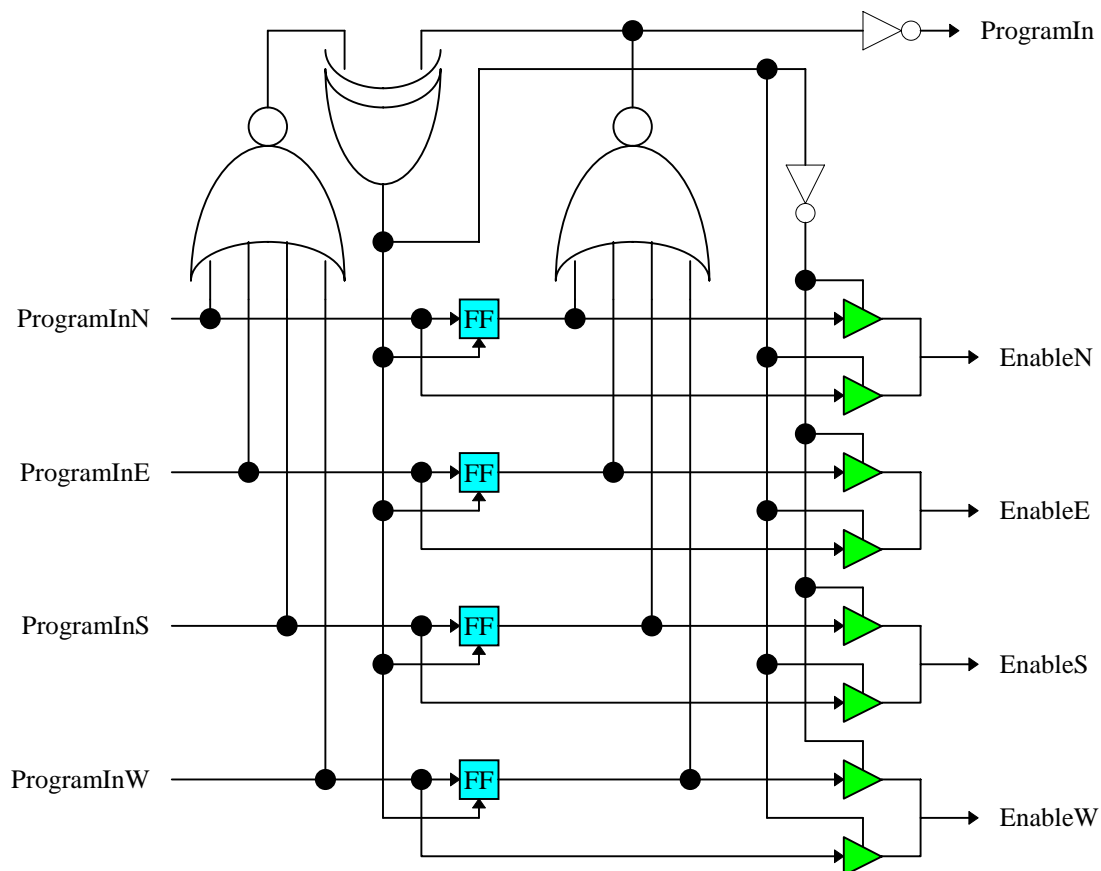 ProgramIn
ProgramInN
FF
EnableN
ProgramInE
FF
EnableE
ProgramInS
FF
EnableS
ProgramInW
FF
EnableW